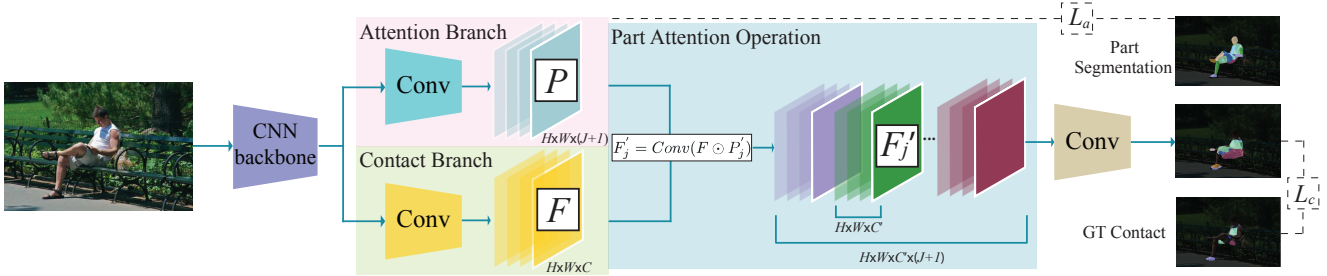 Attention Branch
Conv
P
HxWx(J+1)
CNN
backbone
Contact Branch
Conv
F
HxWxC
Part Attention Operation
F'_j = Conv(F ⊙ P'_j)
F'_j
...
HxWxC'
HxWxC'x(J+1)
Conv
L_a
Part
Segmentation
L_c
GT Contact